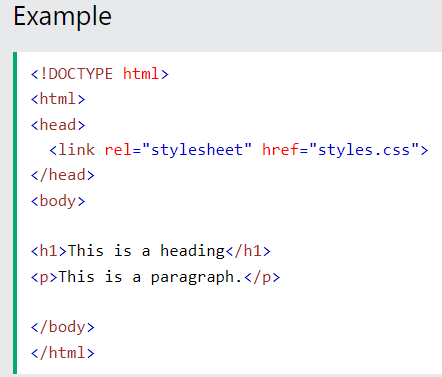 Example
<!DOCTYPE html>
<html>
<head>
  <link rel="stylesheet" href="styles.css">
</head>
<body>

<h1>This is a heading</h1>
<p>This is a paragraph.</p>

</body>
</html>